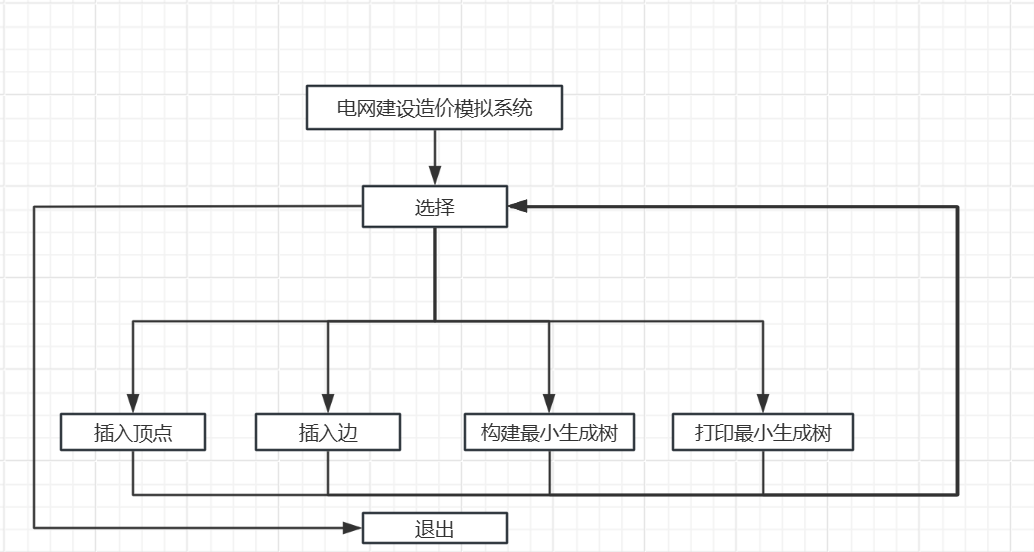 电网建设造价模拟系统
选择
插入顶点
插入边
构建最小生成树
打印最小生成树
退出